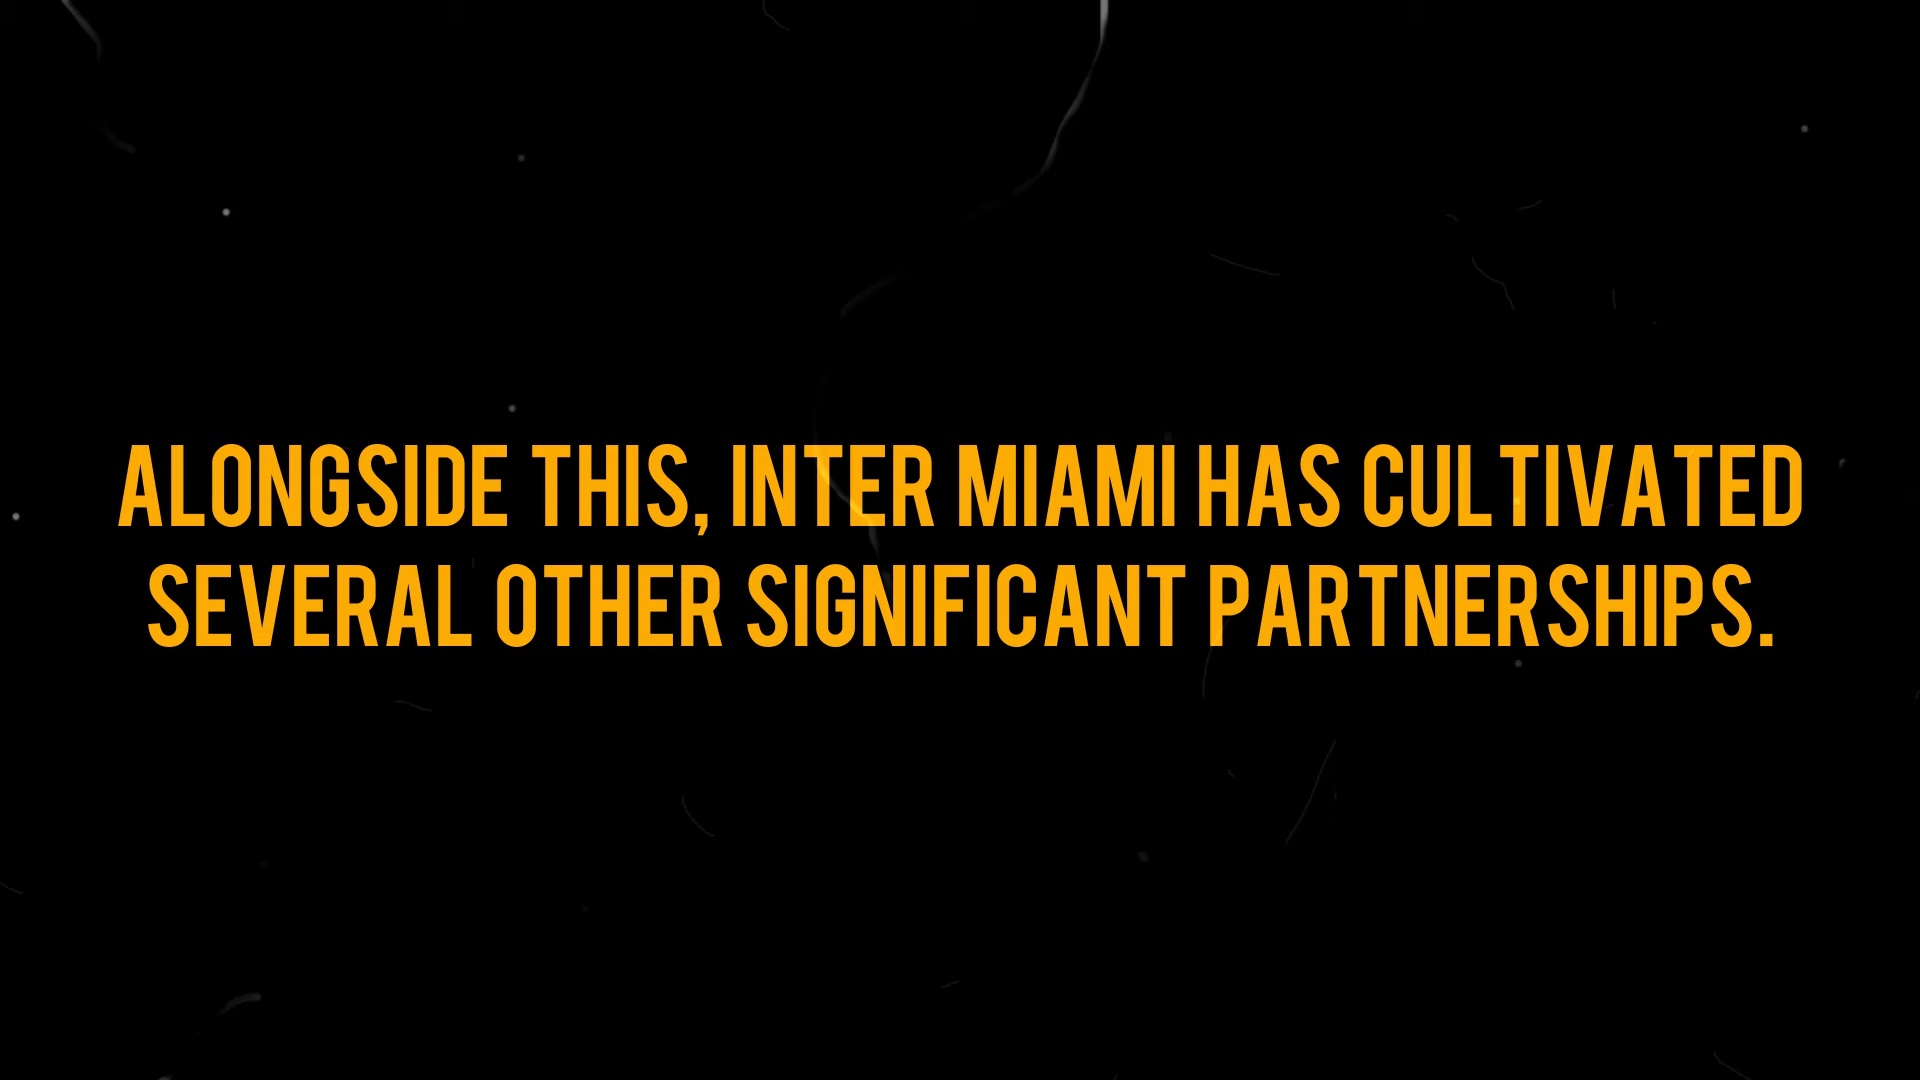 ALONGSIDE THIS, INTER MIAMI HAS CULTIVATED
SEVERAL OTHER SIGNIFICANT PARTNERSHIPS.